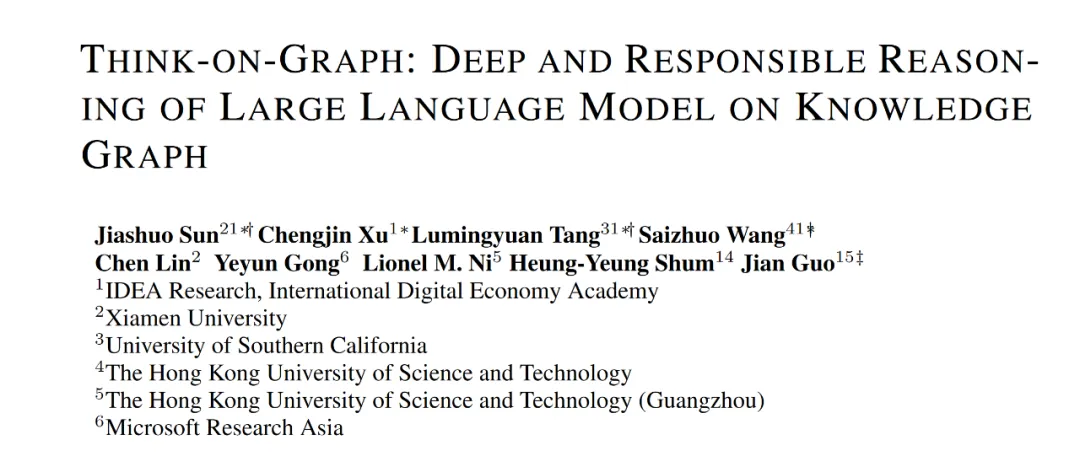 THINK-ON-GRAPH: DEEP AND RESPONSIBLE REASON-
ING OF LARGE LANGUAGE MODEL ON KNOWLEDGE
GRAPH
Jiashuo Sun21*† Chengjin Xu1* Lumingyuan Tang31*† Saizhuo Wang41*†
Chen Lin2 Yeyun Gong6 Lionel M. Ni5 Heung-Yeung Shum14 Jian Guo15‡
1IDEA Research, International Digital Economy Academy
2Xiamen University
3University of Southern California
4The Hong Kong University of Science and Technology
5The Hong Kong University of Science and Technology (Guangzhou)
6Microsoft Research Asia